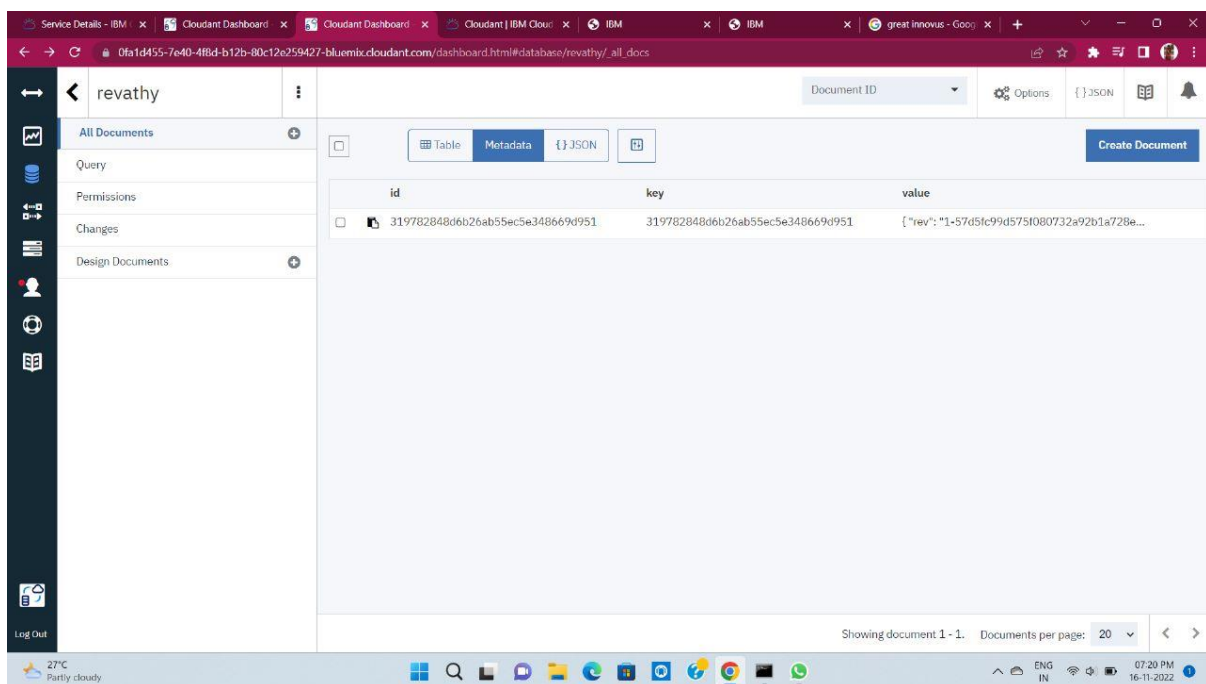 Service Details - IBM C
Cloudant Dashboard
Cloudant Dashboard
Cloudant | IBM Cloud
IBM
IBM
great innovus - Goog
0fa1d455-7e40-4f8d-b12b-80c12e259427-bluemix.cloudant.com/dashboard.html#database/revathy/_all_docs
revathy
Document ID
Options
{ } JSON
All Documents
Query
Permissions
Changes
Design Documents
Table
Metadata
{ } JSON
Create Document
id key value
319782848d6b26ab55ec5e348669d951 319782848d6b26ab55ec5e348669d951 { "rev": "1-57d5fc99d575f080732a92b1a728e...
Showing document 1 - 1. Documents per page: 20
Log Out
27°C
Partly cloudy
ENG
IN
07:20 PM
16-11-2022
1